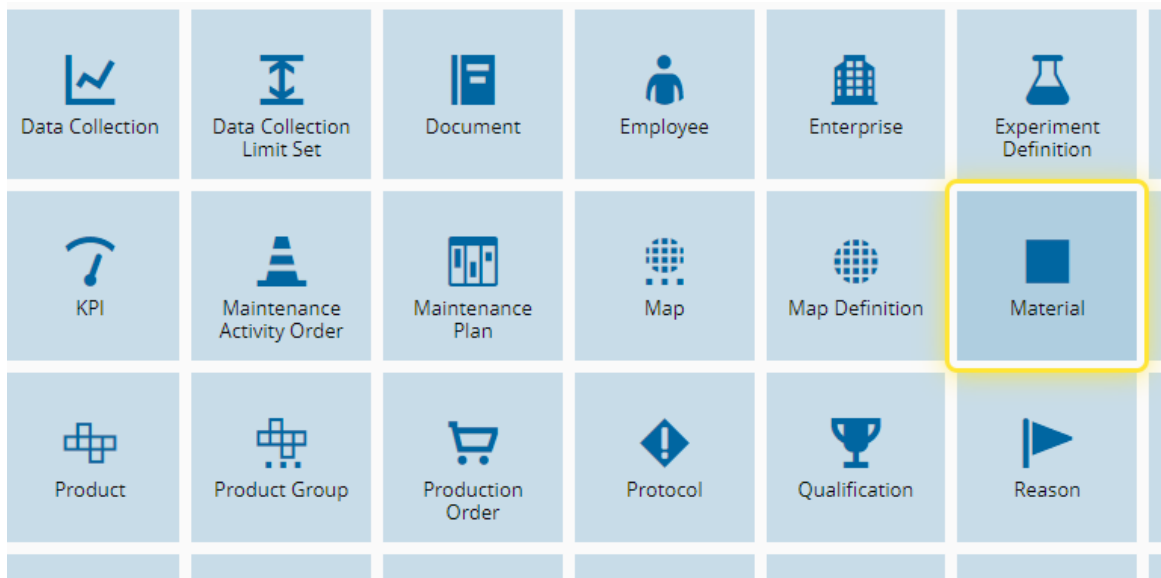 Data Collection
Data Collection
Limit Set
Document
Employee
Enterprise
Experiment
Definition
KPI
Maintenance
Activity Order
Maintenance
Plan
Map
Map Definition
Material
Product
Product Group
Production
Order
Protocol
Qualification
Reason